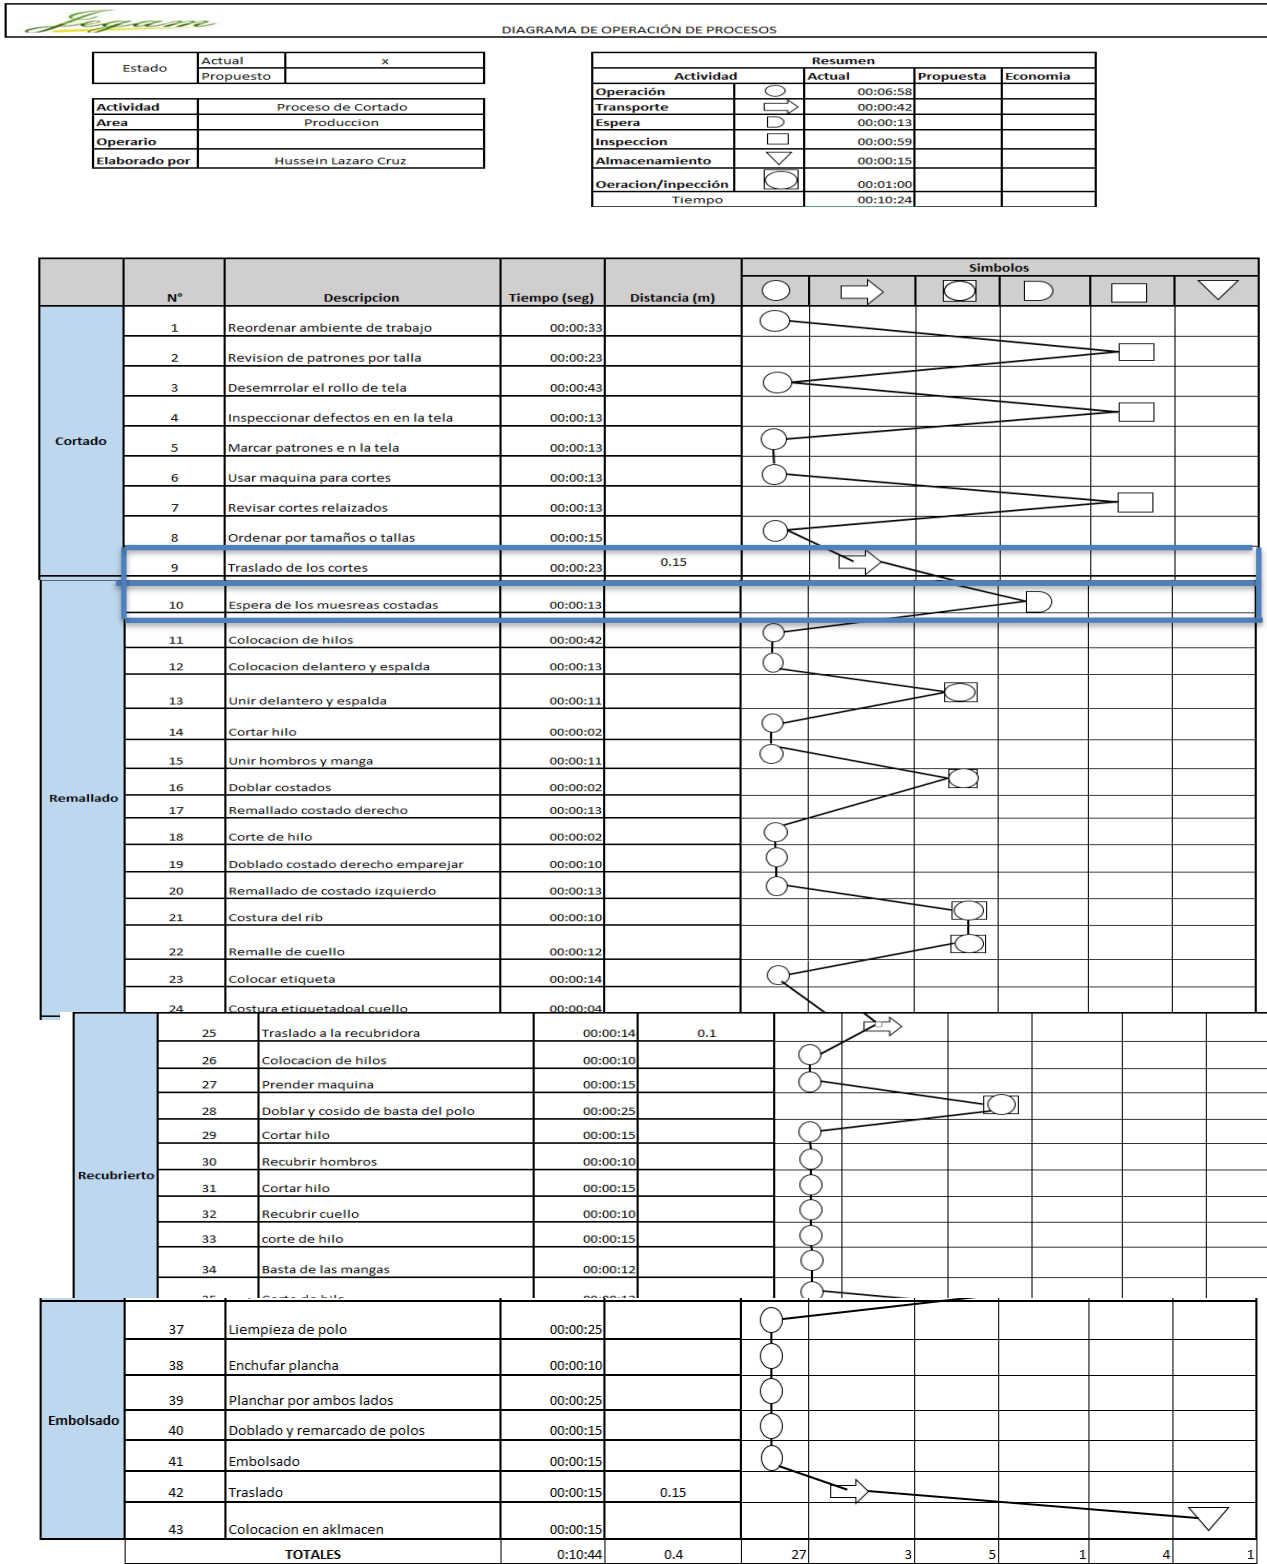 Jegam
DIAGRAMA DE OPERACIÓN DE PROCESOS
Estado Actual x
Propuesto
Actividad Proceso de Cortado
Area Produccion
Operario
Elaborado por Hussein Lazaro Cruz
Resumen
Actividad Actual Propuesta Economia
Operación 00:06:58
Transporte 00:00:42
Espera 00:00:13
Inspeccion 00:00:59
Almacenamiento 00:00:15
Oeracion/inpección 00:01:00
Tiempo 00:10:24
Simbolos
N° Descripcion Tiempo (seg) Distancia (m)
Cortado
1 Reordenar ambiente de trabajo 00:00:33
2 Revision de patrones por talla 00:00:23
3 Desemrrolar el rollo de tela 00:00:43
4 Inspeccionar defectos en en la tela 00:00:13
5 Marcar patrones e n la tela 00:00:13
6 Usar maquina para cortes 00:00:13
7 Revisar cortes relaizados 00:00:13
8 Ordenar por tamaños o tallas 00:00:15
9 Traslado de los cortes 00:00:23 0.15
Remallado
10 Espera de los muesreas costadas 00:00:13
11 Colocacion de hilos 00:00:42
12 Colocacion delantero y espalda 00:00:13
13 Unir delantero y espalda 00:00:11
14 Cortar hilo 00:00:02
15 Unir hombros y manga 00:00:11
16 Doblar costados 00:00:02
17 Remallado costado derecho 00:00:13
18 Corte de hilo 00:00:02
19 Doblado costado derecho emparejar 00:00:10
20 Remallado de costado izquierdo 00:00:13
21 Costura del rib 00:00:10
22 Remalle de cuello 00:00:12
23 Colocar etiqueta 00:00:14
24 Costura etiquetadoal cuello 00:00:04
Recubrierto
25 Traslado a la recubridora 00:00:14 0.1
26 Colocacion de hilos 00:00:10
27 Prender maquina 00:00:15
28 Doblar y cosido de basta del polo 00:00:25
29 Cortar hilo 00:00:15
30 Recubrir hombros 00:00:10
31 Cortar hilo 00:00:15
32 Recubrir cuello 00:00:10
33 corte de hilo 00:00:15
34 Basta de las mangas 00:00:12
Embolsado
37 Liempieza de polo 00:00:25
38 Enchufar plancha 00:00:10
39 Planchar por ambos lados 00:00:25
40 Doblado y remarcado de polos 00:00:15
41 Embolsado 00:00:15
42 Traslado 00:00:15 0.15
43 Colocacion en aklmacen 00:00:15
TOTALES 0:10:44 0.4 27 3 5 1 4 1